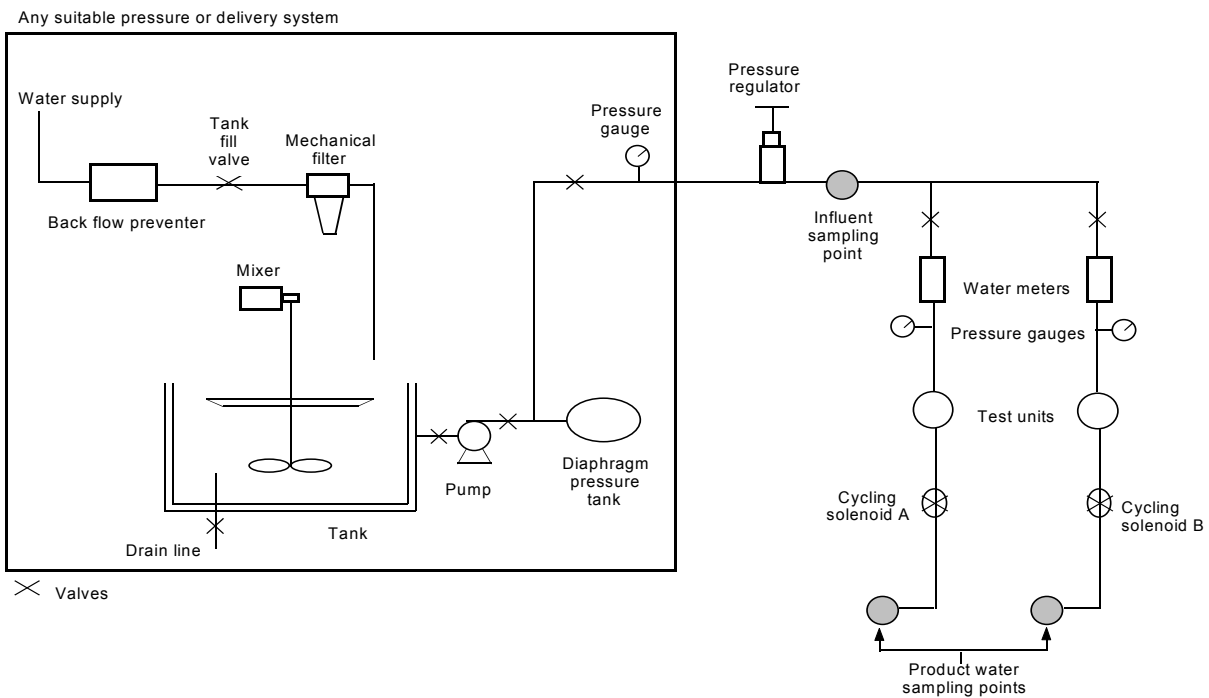 Any suitable pressure or delivery system
Water supply
Tank
fill
valve
Mechanical
filter
Back flow preventer
Mixer
Pressure
gauge
Pressure
regulator
Influent
sampling
point
Water meters
Pressure gauges
Test units
Diaphragm
pressure
tank
Pump
Tank
Drain line
Cycling
solenoid A
Cycling
solenoid B
Valves
Product water
sampling points